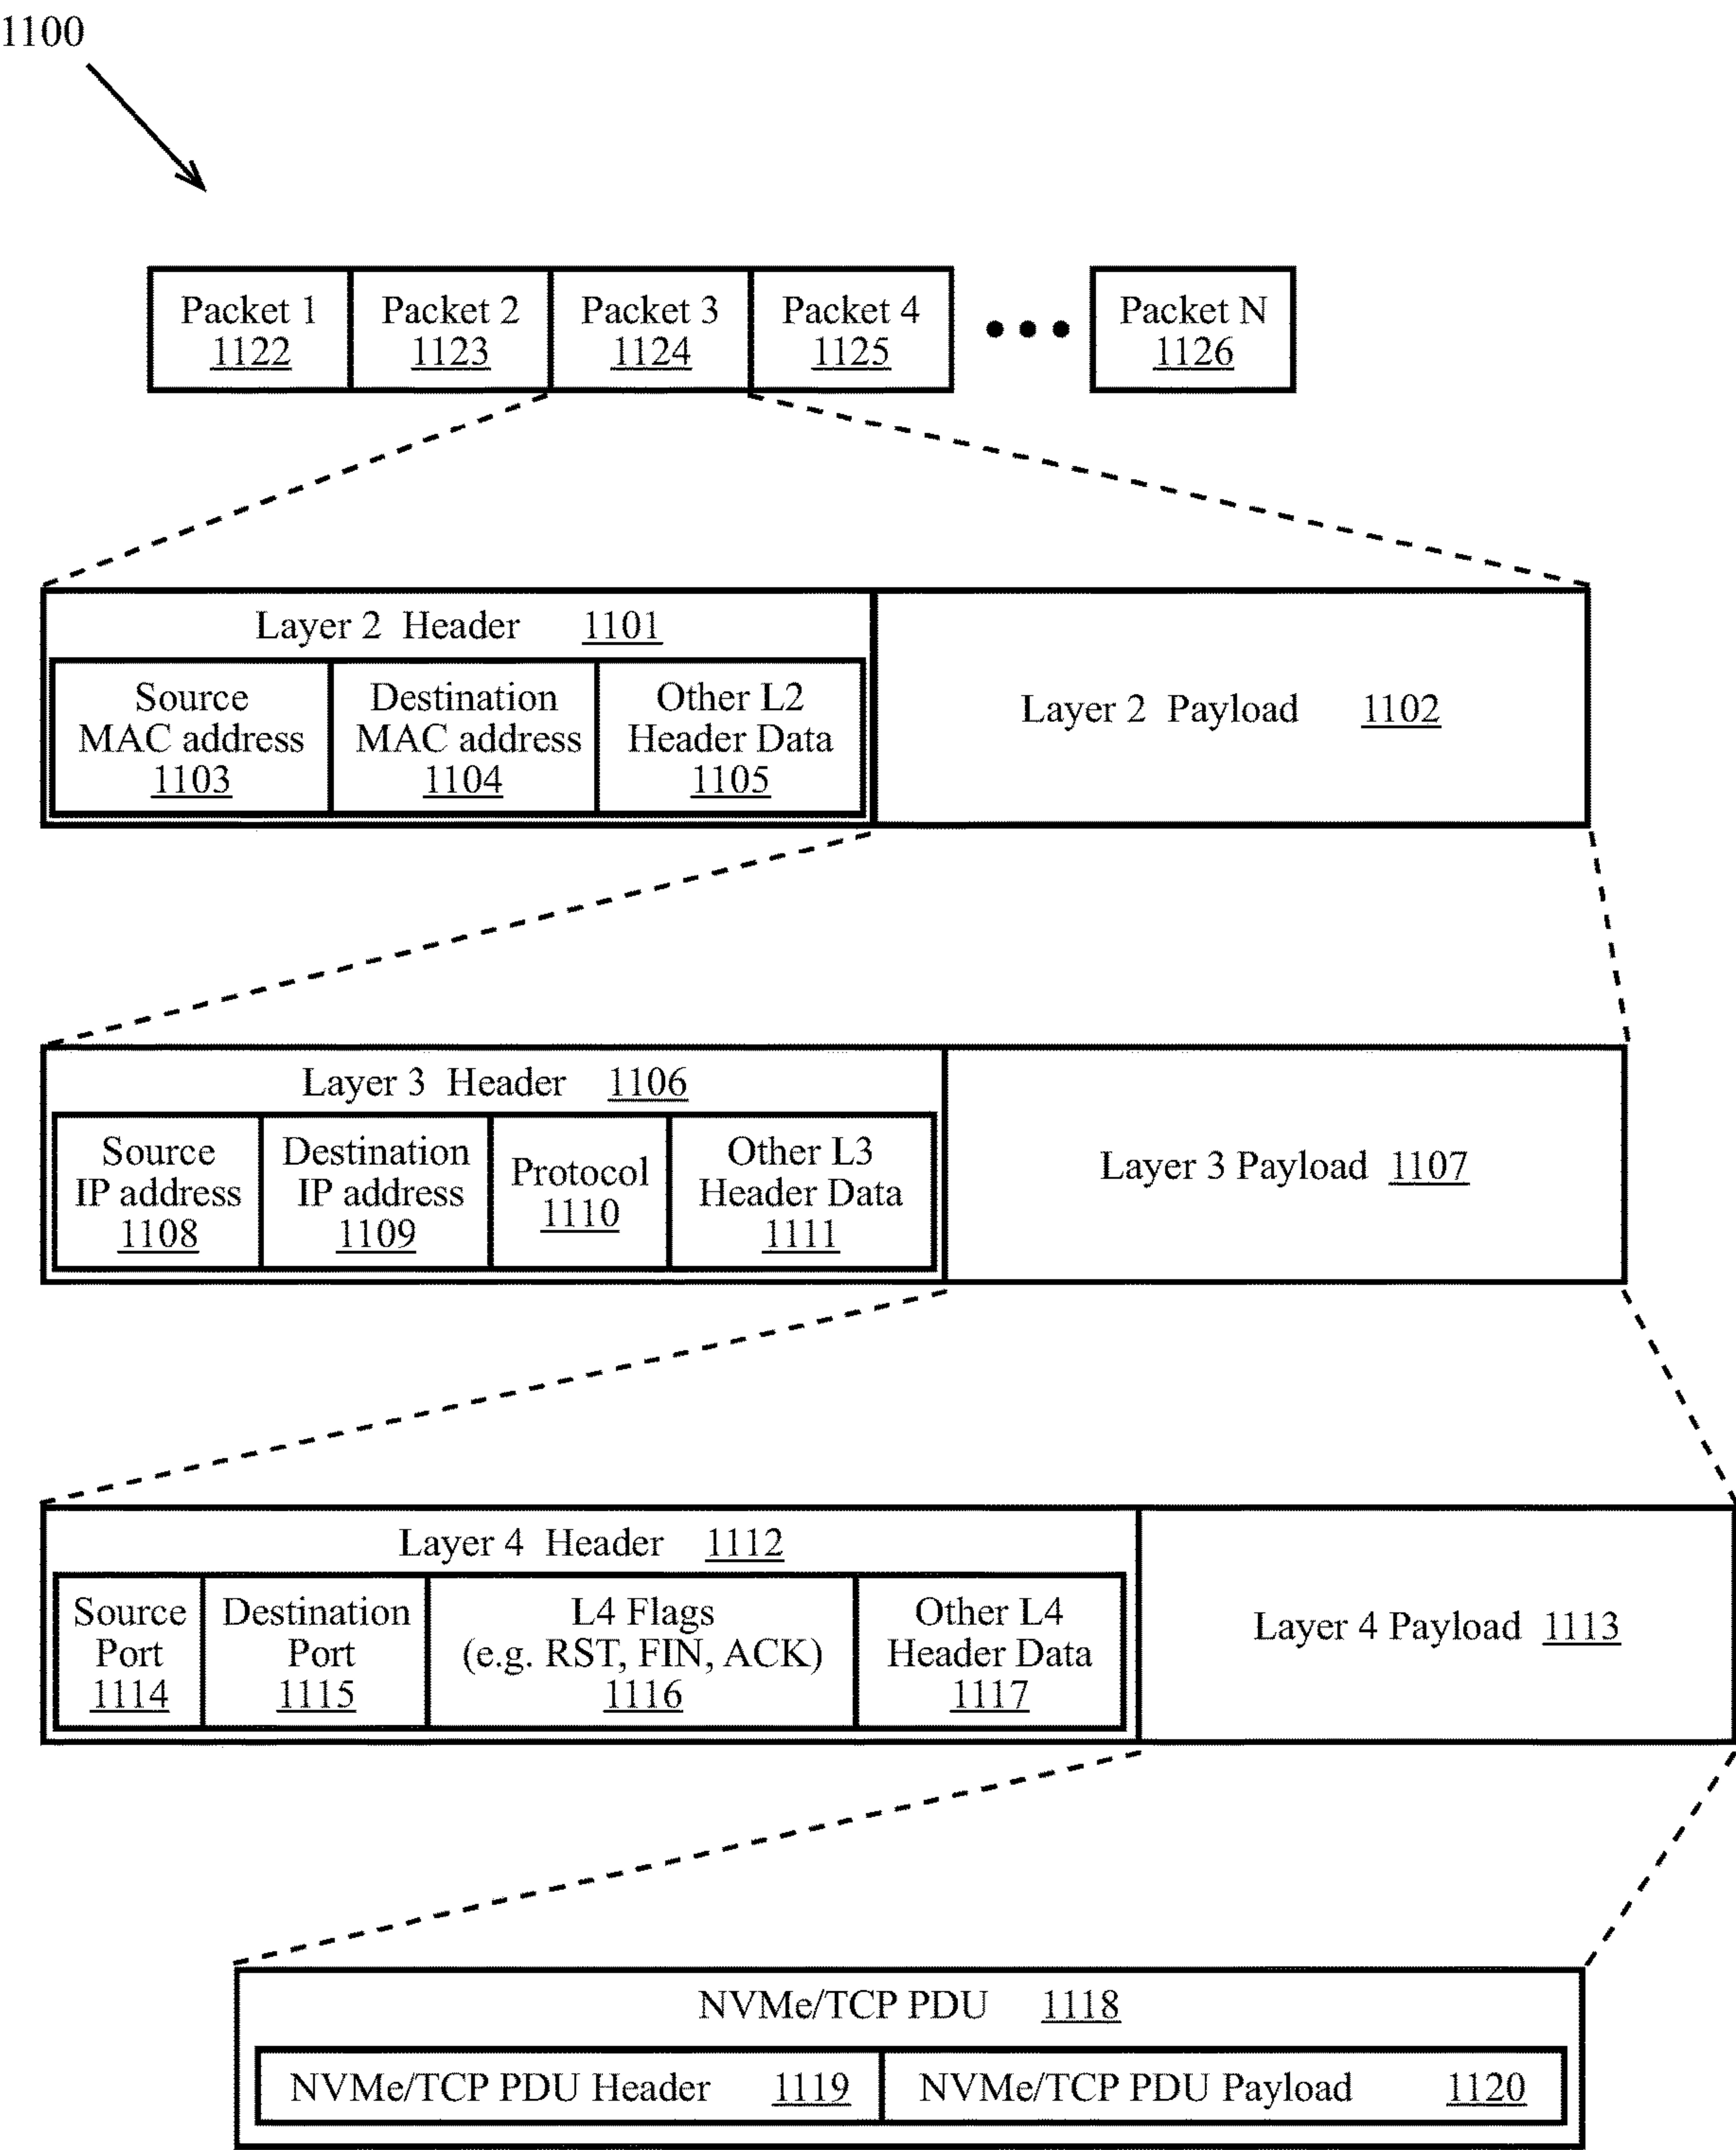 1100
Packet 1 Packet 2 Packet 3 Packet 4 ••• Packet N
1122 1123 1124 1125 1126
Layer 2 Header 1101
Source Destination Other L2
MAC address MAC address Header Data
1103 1104 1105
Layer 2 Payload 1102
Layer 3 Header 1106
Source Destination Protocol Other L3
IP address IP address 1110 Header Data
1108 1109 1111
Layer 3 Payload 1107
Layer 4 Header 1112
Source Destination L4 Flags Other L4
Port Port (e.g. RST, FIN, ACK) Header Data
1114 1115 1116 1117
Layer 4 Payload 1113
NVMe/TCP PDU 1118
NVMe/TCP PDU Header 1119 NVMe/TCP PDU Payload 1120